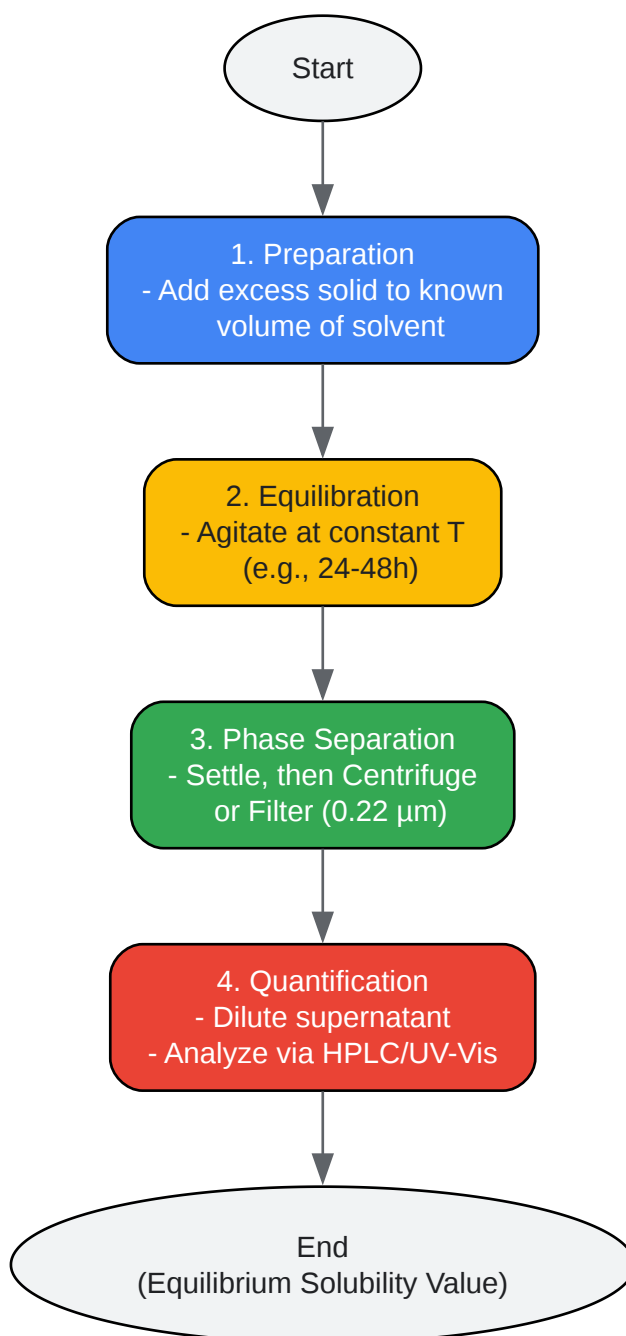 Start
1. Preparation
- Add excess solid to known
volume of solvent
2. Equilibration
- Agitate at constant T
(e.g., 24-48h)
3. Phase Separation
- Settle, then Centrifuge
or Filter (0.22 µm)
4. Quantification
- Dilute supernatant
- Analyze via HPLC/UV-Vis
End
(Equilibrium Solubility Value)